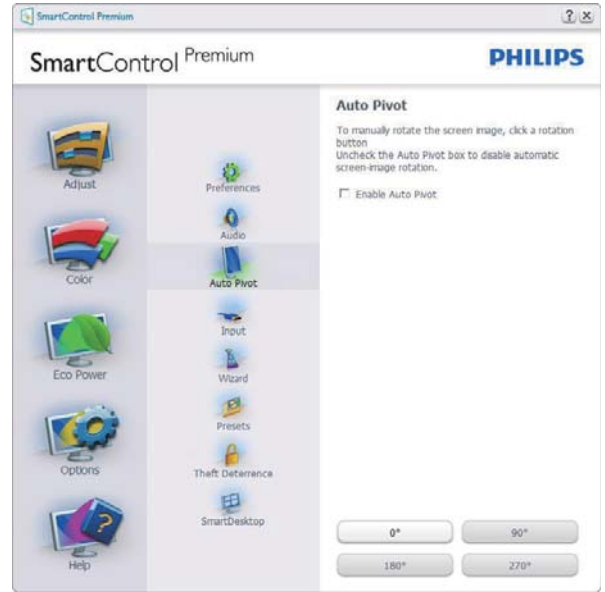 SmartControl Premium
? x
SmartControl Premium
PHILIPS
Adjust
Color
Eco Power
Options
Help
Preferences
Audio
Auto Pivot
Input
Wizard
Presets
Theft Deterrence
SmartDesktop
Auto Pivot
To manually rotate the screen image, click a rotation
button
Uncheck the Auto Pivot box to disable automatic
screen-image rotation.
Enable Auto Pivot
0°
90°
180°
270°